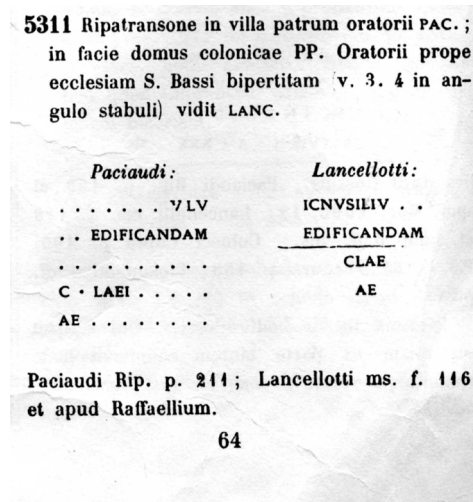 5311 Ripatransone in villa patrum oratorii PAC.;
in facie domus colonicae PP. Oratorii prope
ecclesiam S. Bassi bipertitam (v. 3. 4 in an-
gulo stabuli) vidit LANC.
Paciaudi:
. . . . . . . . . VLV
. . EDIFICANDAM
. . . . . . . . . . . .
C · LAEI . . . . . .
AE . . . . . . . . .
Lancellotti:
ICNVSILIV . .
EDIFICANDAM
CLAE
AE
Paciaudi Rip. p. 211; Lancellotti ms. f. 116
et apud Raffaellium.
64